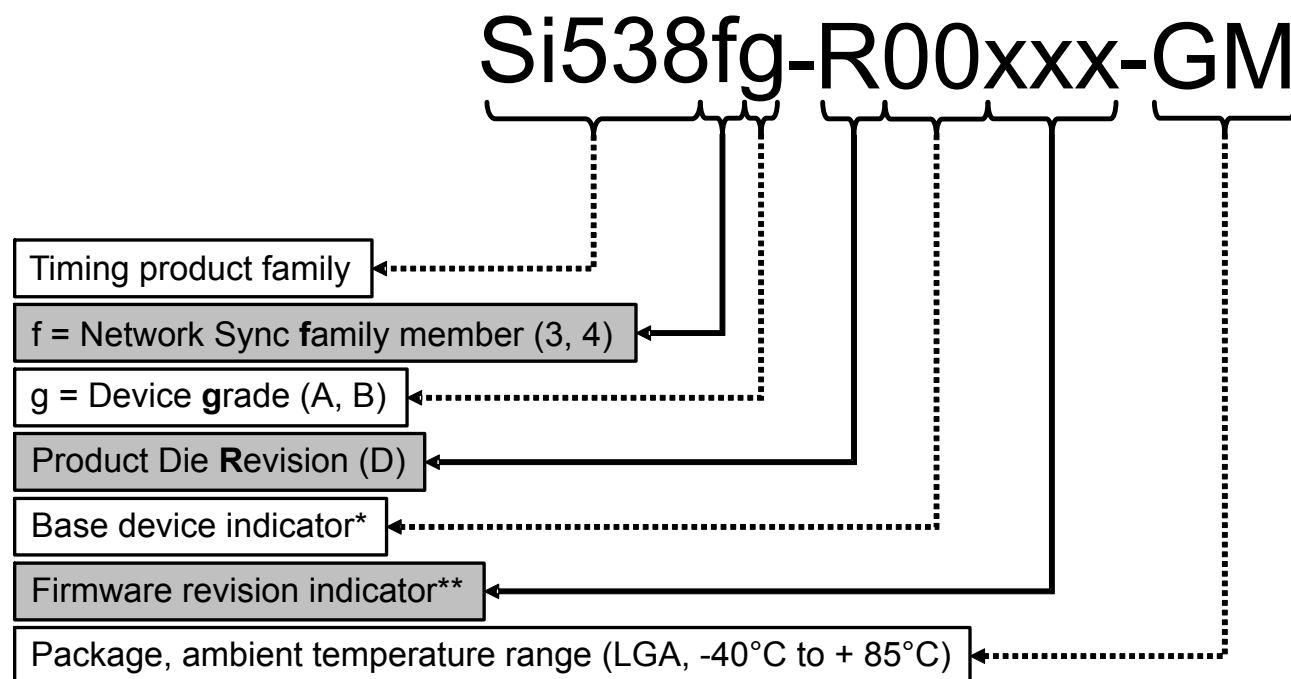 Si538fg-R00xxx-GM
Timing product family
f = Network Sync family member (3, 4)
g = Device grade (A, B)
Product Die Revision (D)
Base device indicator*
Firmware revision indicator**
Package, ambient temperature range (LGA, -40°C to + 85°C)